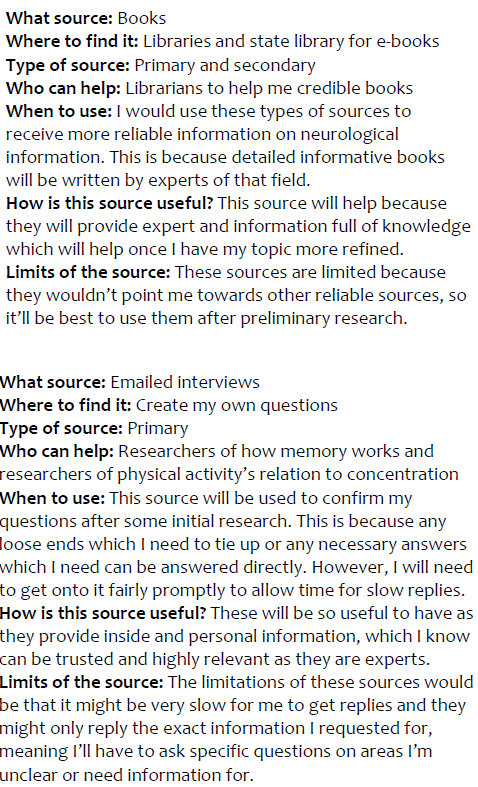 What source: Books
Where to find it: Libraries and state library for e-books
Type of source: Primary and secondary
Who can help: Librarians to help me credible books
When to use: I would use these types of sources to
receive more reliable information on neurological
information. This is because detailed informative books
will be written by experts of that field.
How is this source useful? This source will help because
they will provide expert and information full of knowledge
which will help once I have my topic more refined.
Limits of the source: These sources are limited because
they wouldn’t point me towards other reliable sources, so
it’ll be best to use them after preliminary research.
What source: Emailed interviews
Where to find it: Create my own questions
Type of source: Primary
Who can help: Researchers of how memory works and
researchers of physical activity’s relation to concentration
When to use: This source will be used to confirm my
questions after some initial research. This is because any
loose ends which I need to tie up or any necessary answers
which I need can be answered directly. However, I will need
to get onto it fairly promptly to allow time for slow replies.
How is this source useful? These will be so useful to have as
they provide inside and personal information, which I know
can be trusted and highly relevant as they are experts.
Limits of the source: The limitations of these sources would
be that it might be very slow for me to get replies and they
might only reply the exact information I requested for,
meaning I’ll have to ask specific questions on areas I’m
unclear or need information for.